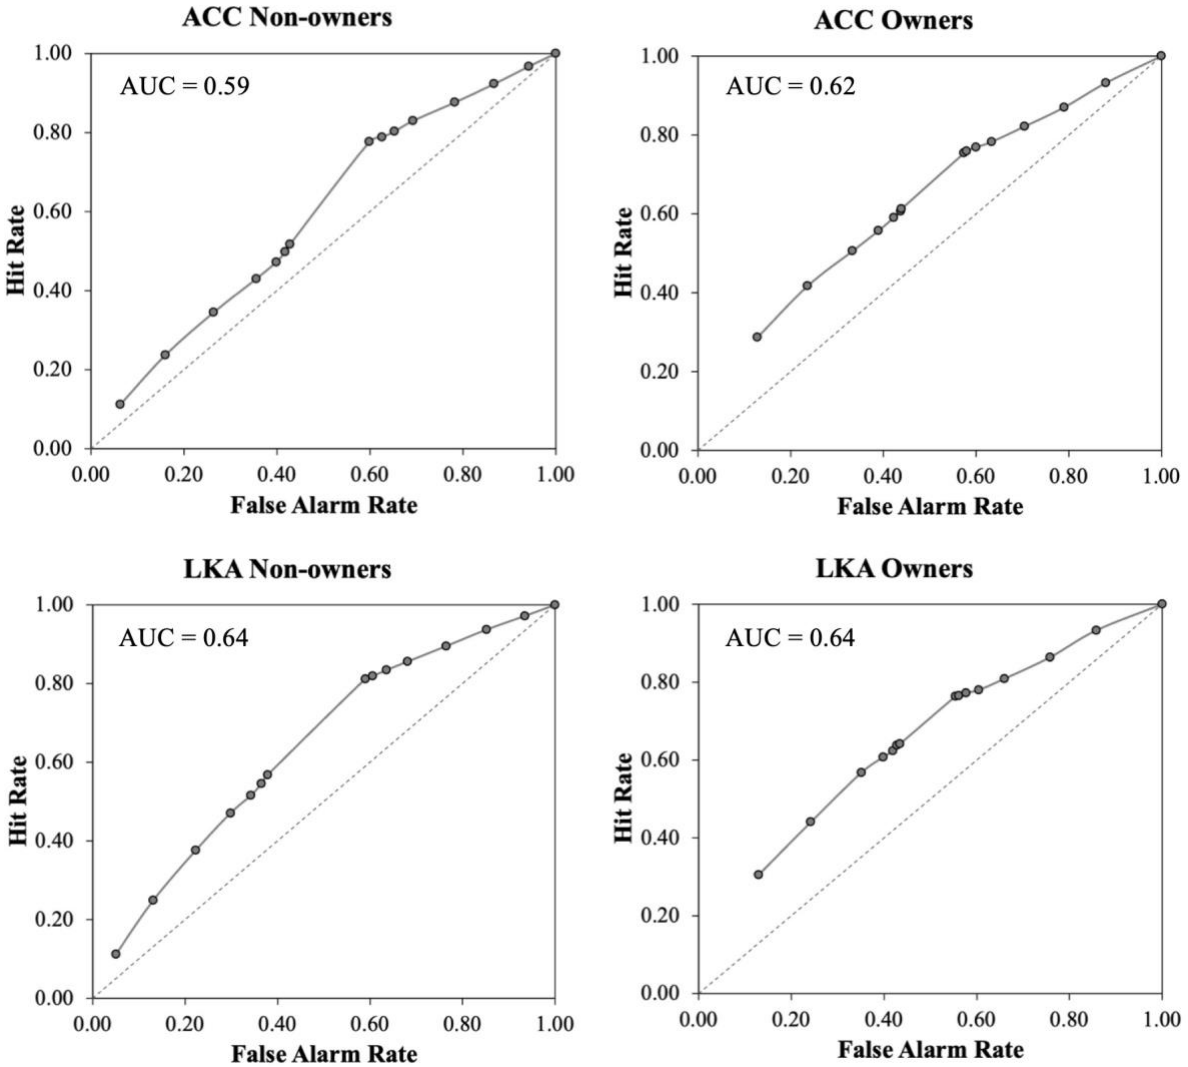 ACC Non-owners
AUC = 0.59
1.00
0.80
0.60
0.40
0.20
0.00
Hit Rate
0.00 0.20 0.40 0.60 0.80 1.00
False Alarm Rate
ACC Owners
AUC = 0.62
1.00
0.80
0.60
0.40
0.20
0.00
Hit Rate
0.00 0.20 0.40 0.60 0.80 1.00
False Alarm Rate
LKA Non-owners
AUC = 0.64
1.00
0.80
0.60
0.40
0.20
0.00
Hit Rate
0.00 0.20 0.40 0.60 0.80 1.00
False Alarm Rate
LKA Owners
AUC = 0.64
1.00
0.80
0.60
0.40
0.20
0.00
Hit Rate
0.00 0.20 0.40 0.60 0.80 1.00
False Alarm Rate